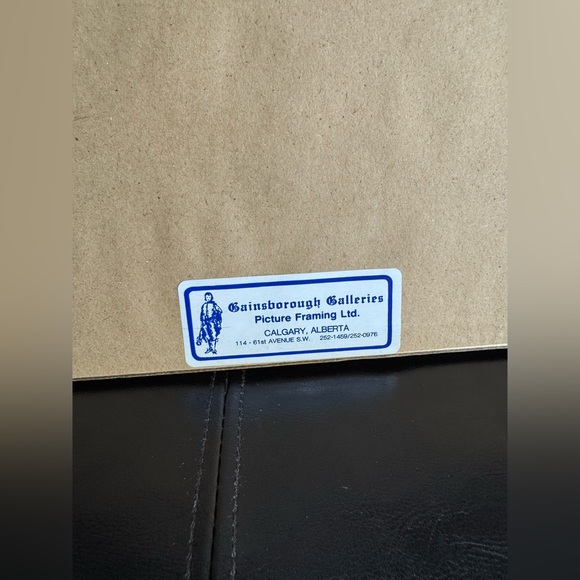 Gainsborough Galleries
Picture Framing Ltd.
CALGARY, ALBERTA
114 - 61st AVENUE S.W. 252-1459/252-0976